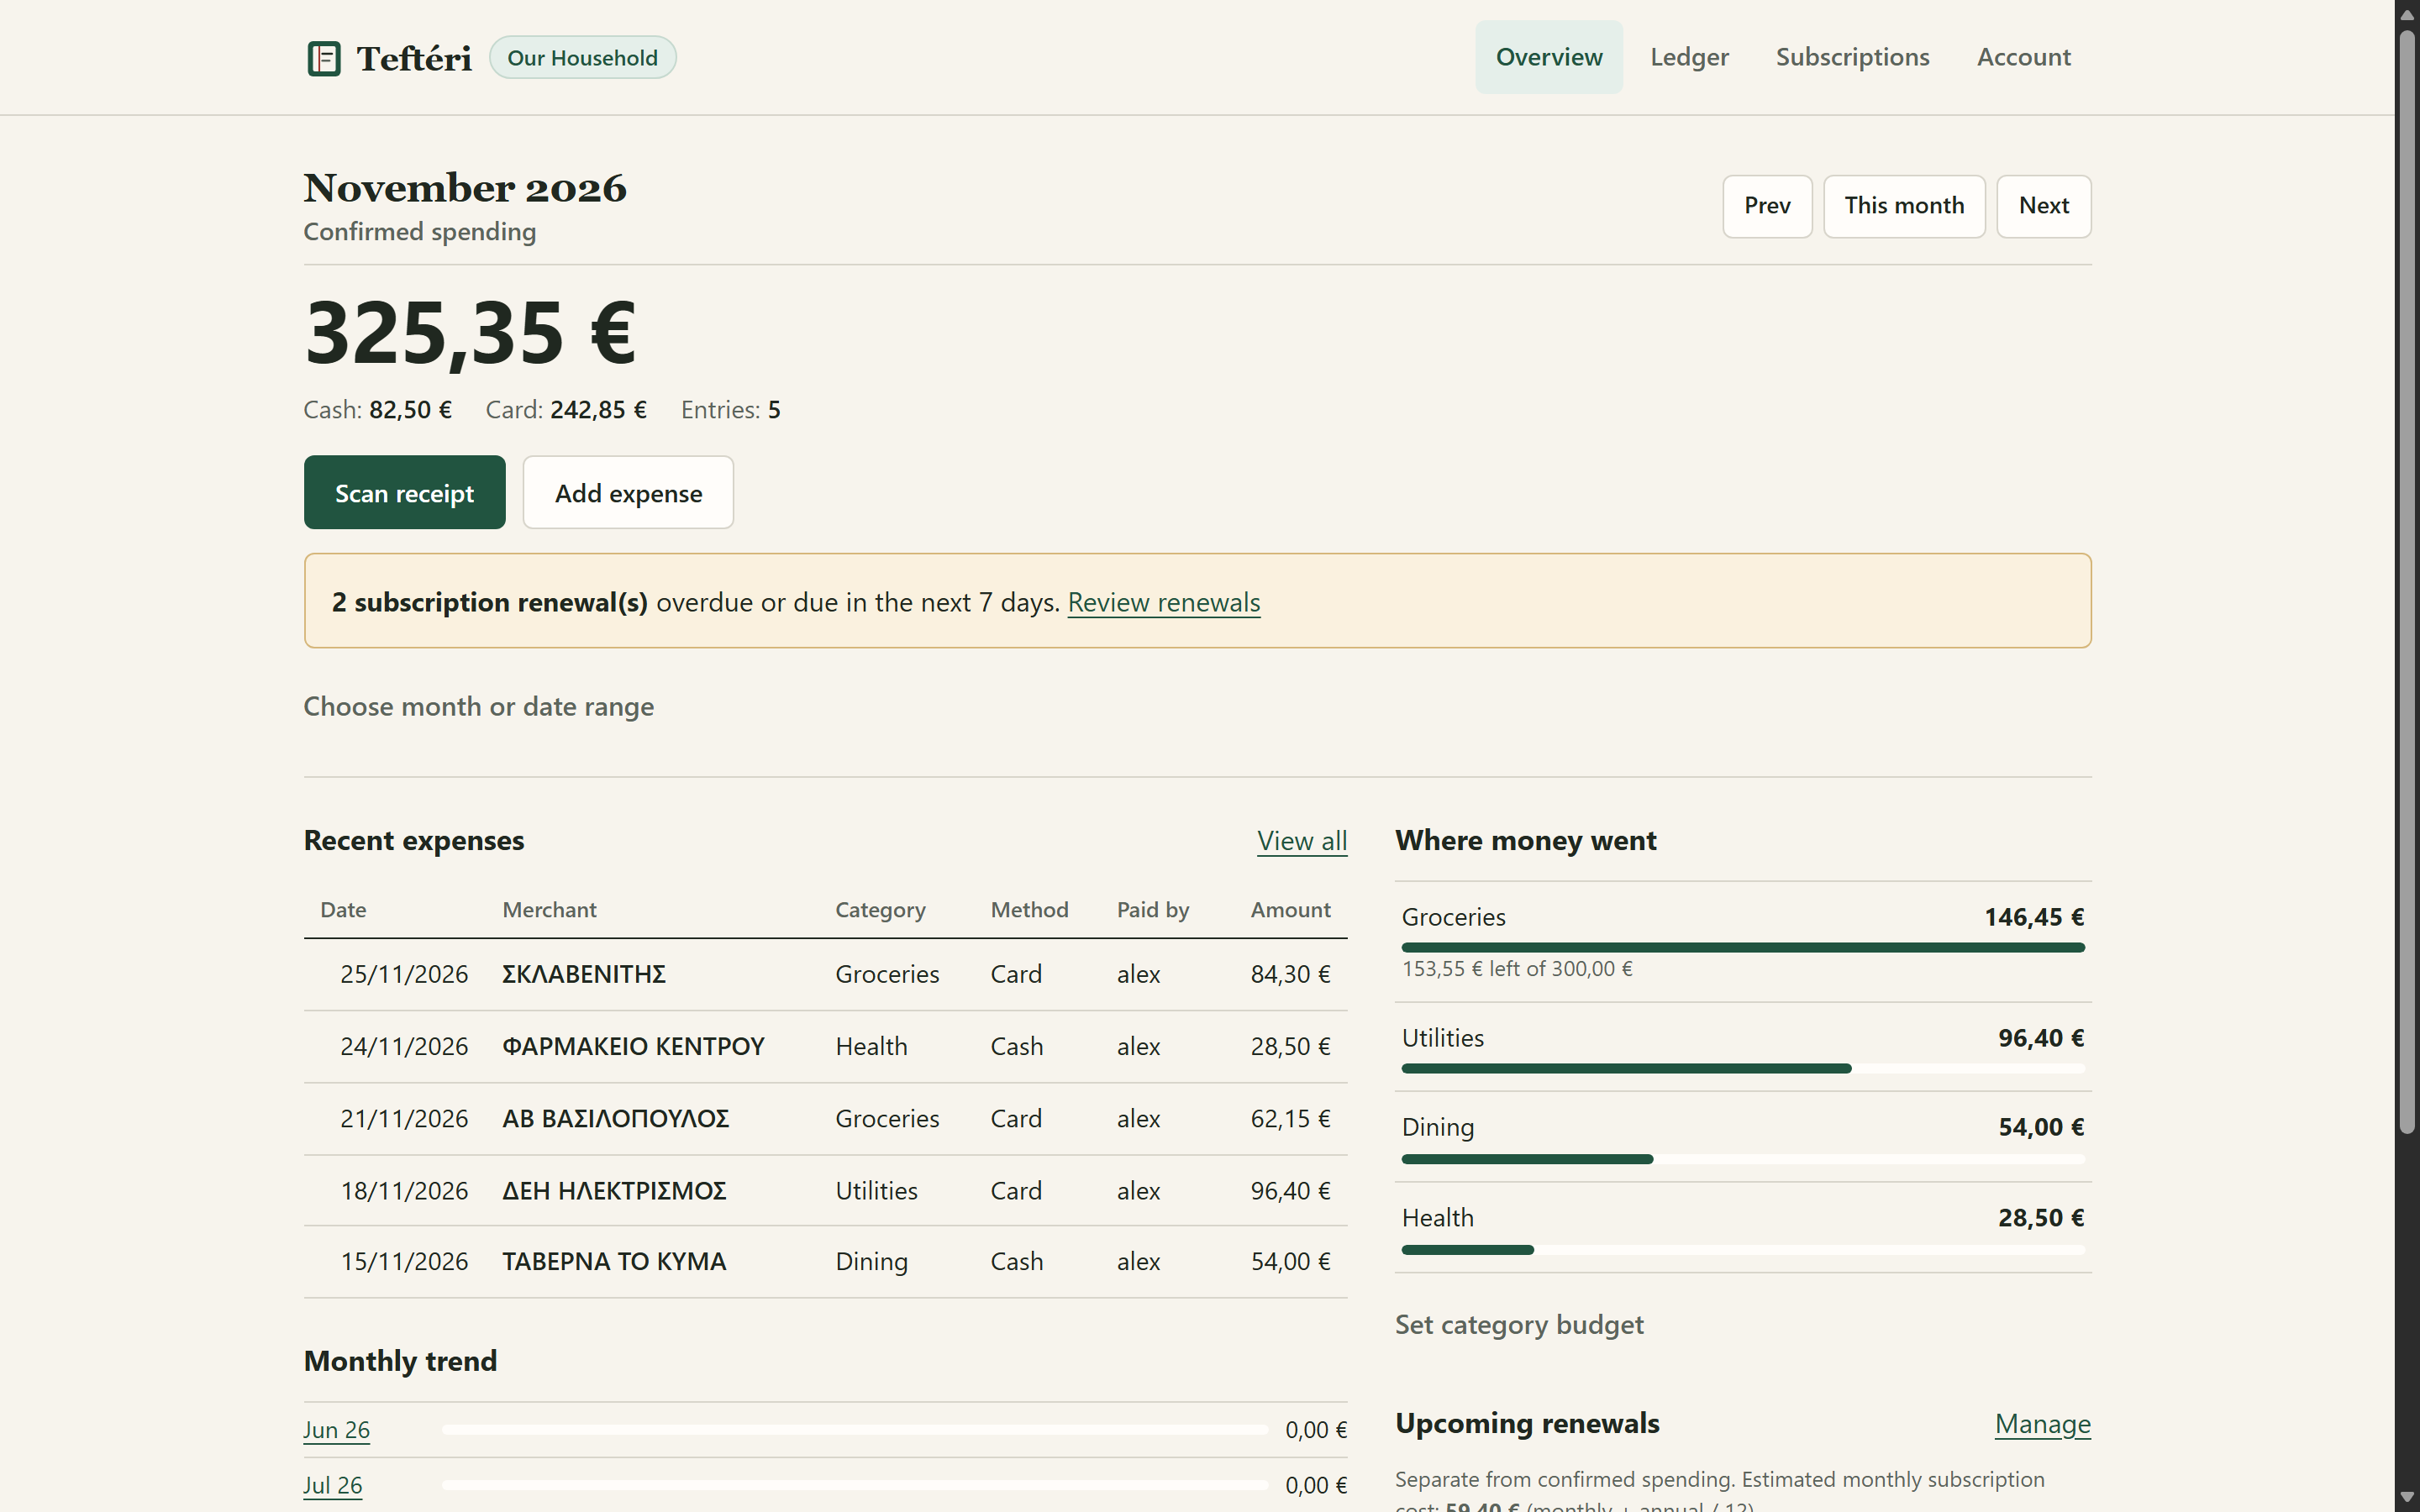 Teftéri
Our Household
Overview
Ledger
Subscriptions
Account
November 2026
Confirmed spending
Prev
This month
Next
325,35 €
Cash: 82,50 € Card: 242,85 € Entries: 5
Scan receipt
Add expense
2 subscription renewal(s) overdue or due in the next 7 days. Review renewals
Choose month or date range
Recent expenses
View all
Date Merchant Category Method Paid by Amount
25/11/2026 ΣΚΛΑΒΕΝΙΤΗΣ Groceries Card alex 84,30 €
24/11/2026 ΦΑΡΜΑΚΕΙΟ ΚΕΝΤΡΟΥ Health Cash alex 28,50 €
21/11/2026 ΑΒ ΒΑΣΙΛΟΠΟΥΛΟΣ Groceries Card alex 62,15 €
18/11/2026 ΔΕΗ ΗΛΕΚΤΡΙΣΜΟΣ Utilities Card alex 96,40 €
15/11/2026 ΤΑΒΕΡΝΑ ΤΟ ΚΥΜΑ Dining Cash alex 54,00 €
Monthly trend
Jun 26 0,00 €
Jul 26 0,00 €
Where money went
Groceries 146,45 €
153,55 € left of 300,00 €
Utilities 96,40 €
Dining 54,00 €
Health 28,50 €
Set category budget
Upcoming renewals
Manage
Separate from confirmed spending. Estimated monthly subscription
cost: 59,40 € (monthly + annual / 12)